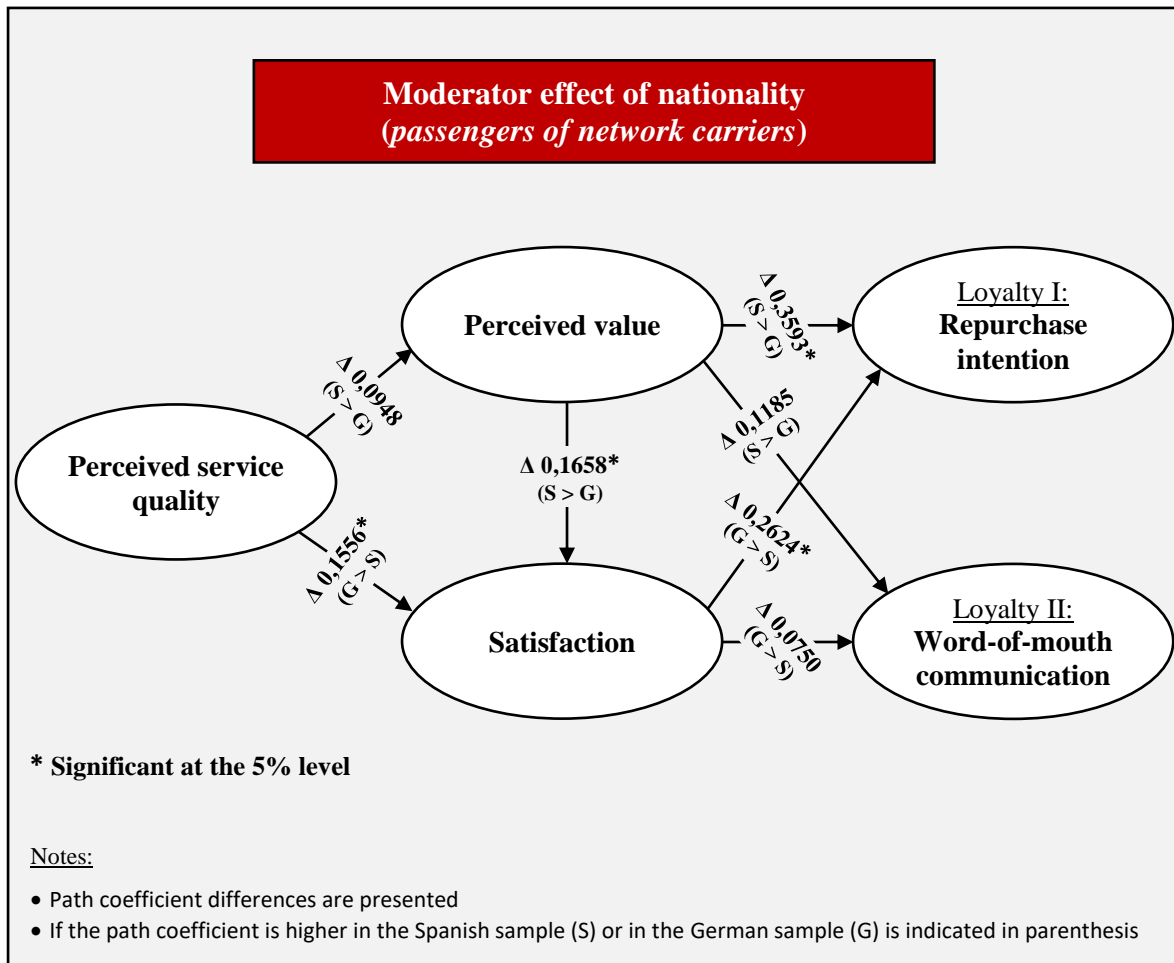 Moderator effect of nationality
(passengers of network carriers)
Perceived value
Loyalty I:
Repurchase
intention
Δ 0,3593*
(S > G)
Δ 0,0948
(S > G)
Δ 0,1185
(S > G)
Perceived service
quality
Δ 0,1658*
(S > G)
Δ 0,1556*
(G > S)
Δ 0,2624*
(G > S)
Satisfaction
Δ 0,0750
(G > S)
Loyalty II:
Word-of-mouth
communication
* Significant at the 5% level
Notes:
• Path coefficient differences are presented
• If the path coefficient is higher in the Spanish sample (S) or in the German sample (G) is indicated in parenthesis